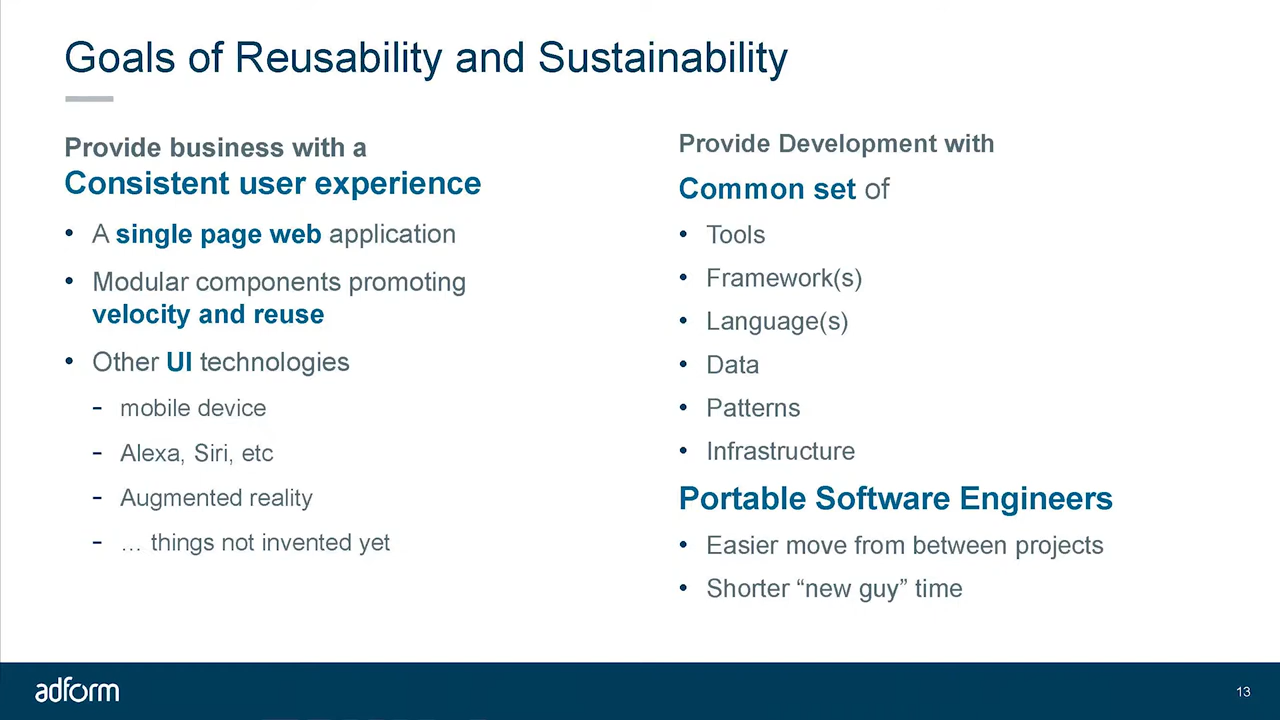 Goals of Reusability and Sustainability
Provide business with a
Consistent user experience
• A single page web application
• Modular components promoting
velocity and reuse
• Other UI technologies
- mobile device
- Alexa, Siri, etc
- Augmented reality
- … things not invented yet
Provide Development with
Common set of
• Tools
• Framework(s)
• Language(s)
• Data
• Patterns
• Infrastructure
Portable Software Engineers
• Easier move from between projects
• Shorter “new guy” time
adform
13